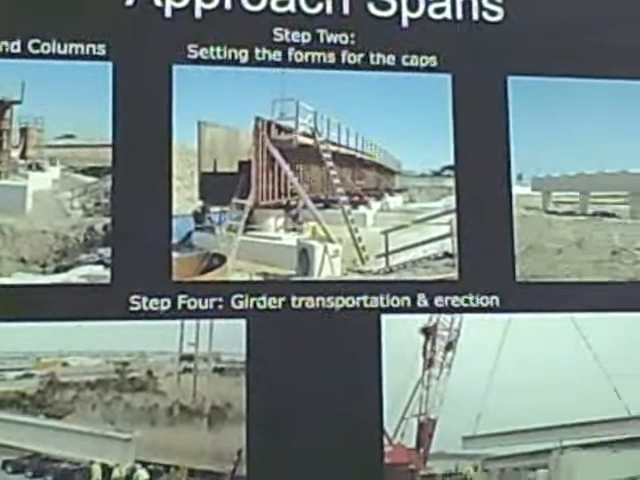 Approach Spans
nd Columns
Step Two:
Setting the forms for the caps
Step Four: Girder transportation & erection